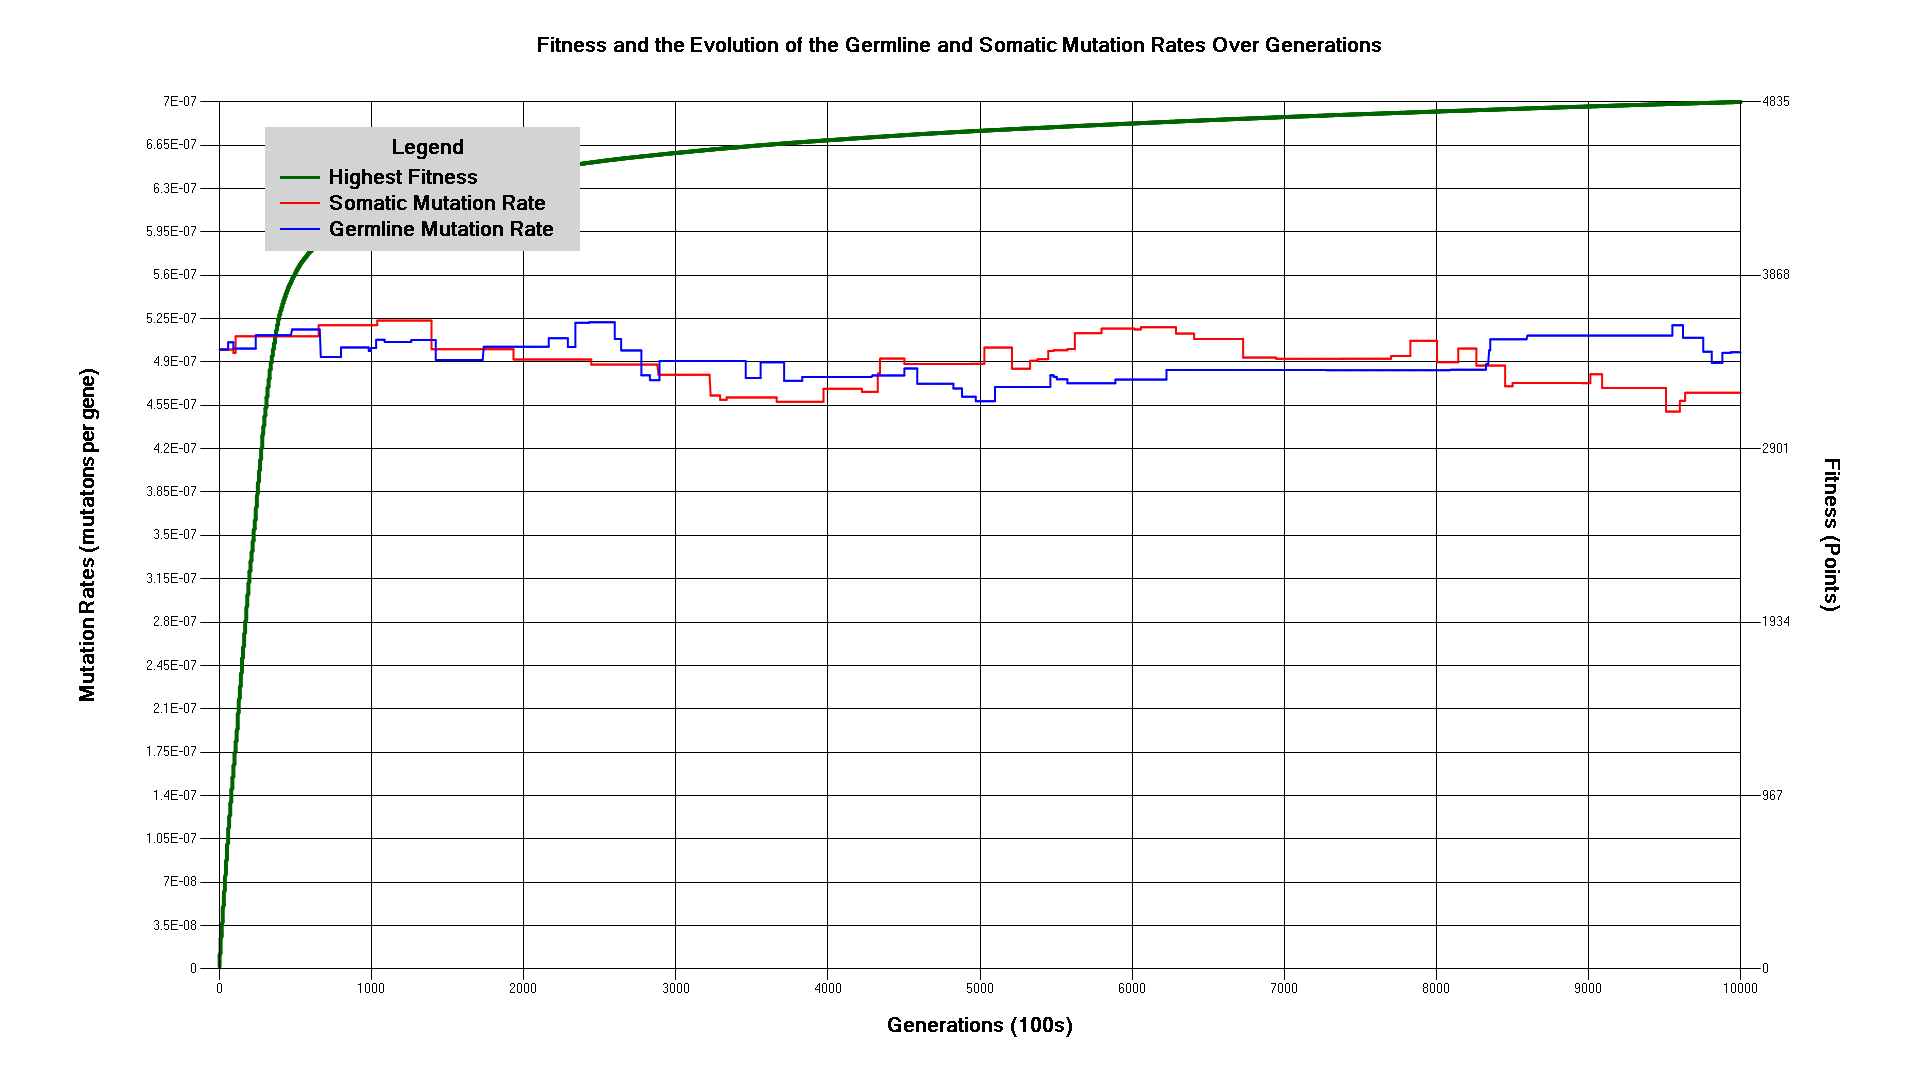 Fitness and the Evolution of the Germline and Somatic Mutation Rates Over Generations
7E-07
6.65E-07
6.3E-07
5.95E-07
5.6E-07
5.25E-07
4.9E-07
4.55E-07
4.2E-07
3.85E-07
3.5E-07
3.15E-07
2.8E-07
2.45E-07
2.1E-07
1.75E-07
1.4E-07
1.05E-07
7E-08
3.5E-08
0
Mutation Rates (mutatons per gene)
Legend
Highest Fitness
Somatic Mutation Rate
Germline Mutation Rate
4835
3868
2901
1934
967
0
Fitness (Points)
0 1000 2000 3000 4000 5000 6000 7000 8000 9000 10000
Generations (100s)